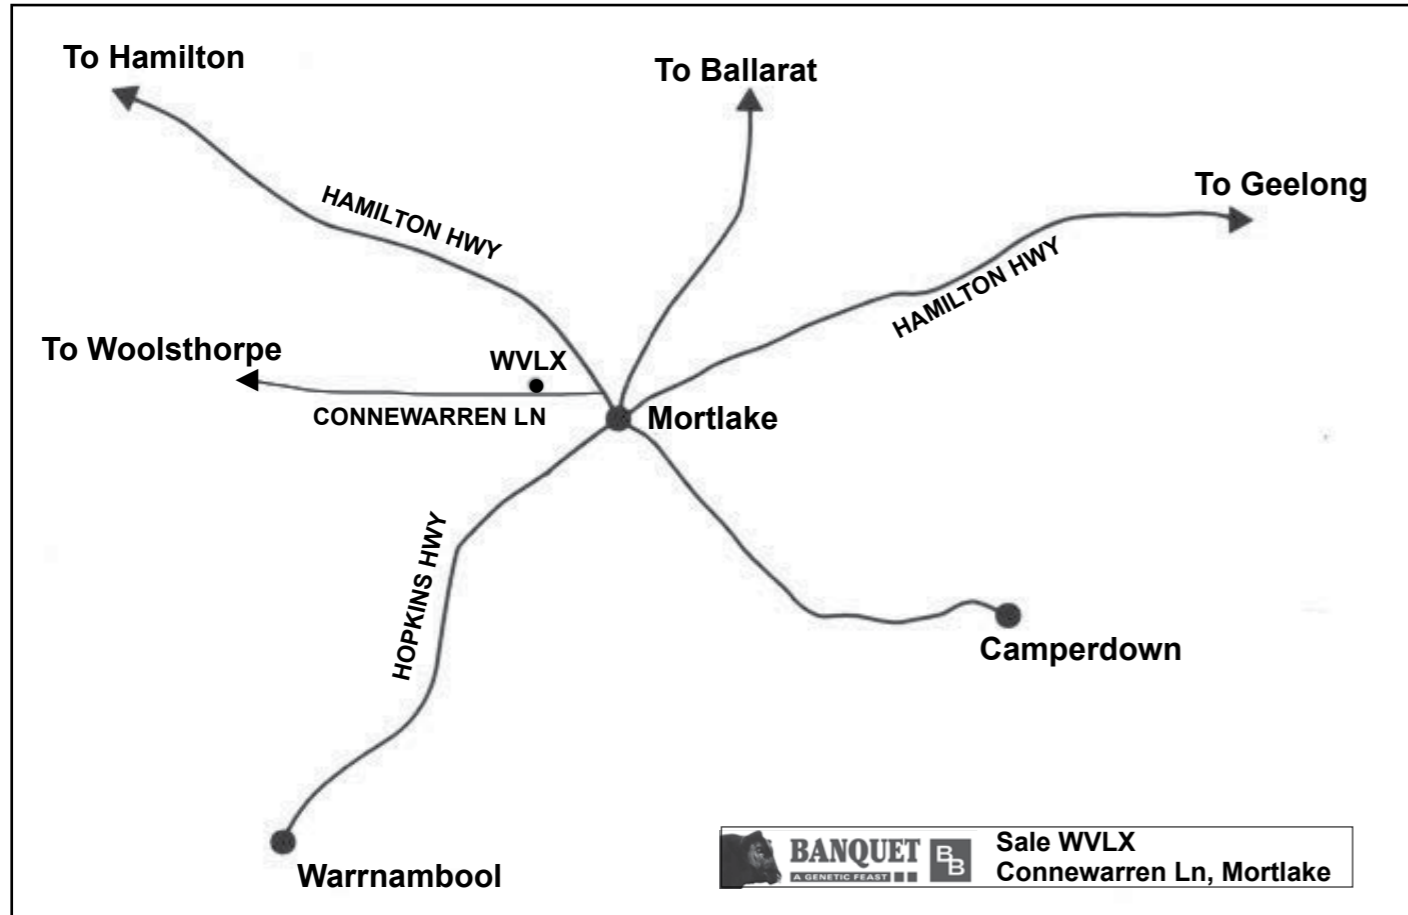 To Hamilton
To Ballarat
To Geelong
HAMILTON HWY
HAMILTON HWY
To Woolsthorpe
WVLX
CONNEWARREN LN
Mortlake
HOPKINS HWY
Camperdown
Warrnambool
BANQUET
A GENETIC FEAST
BB
Sale WVLX
Connewarren Ln, Mortlake